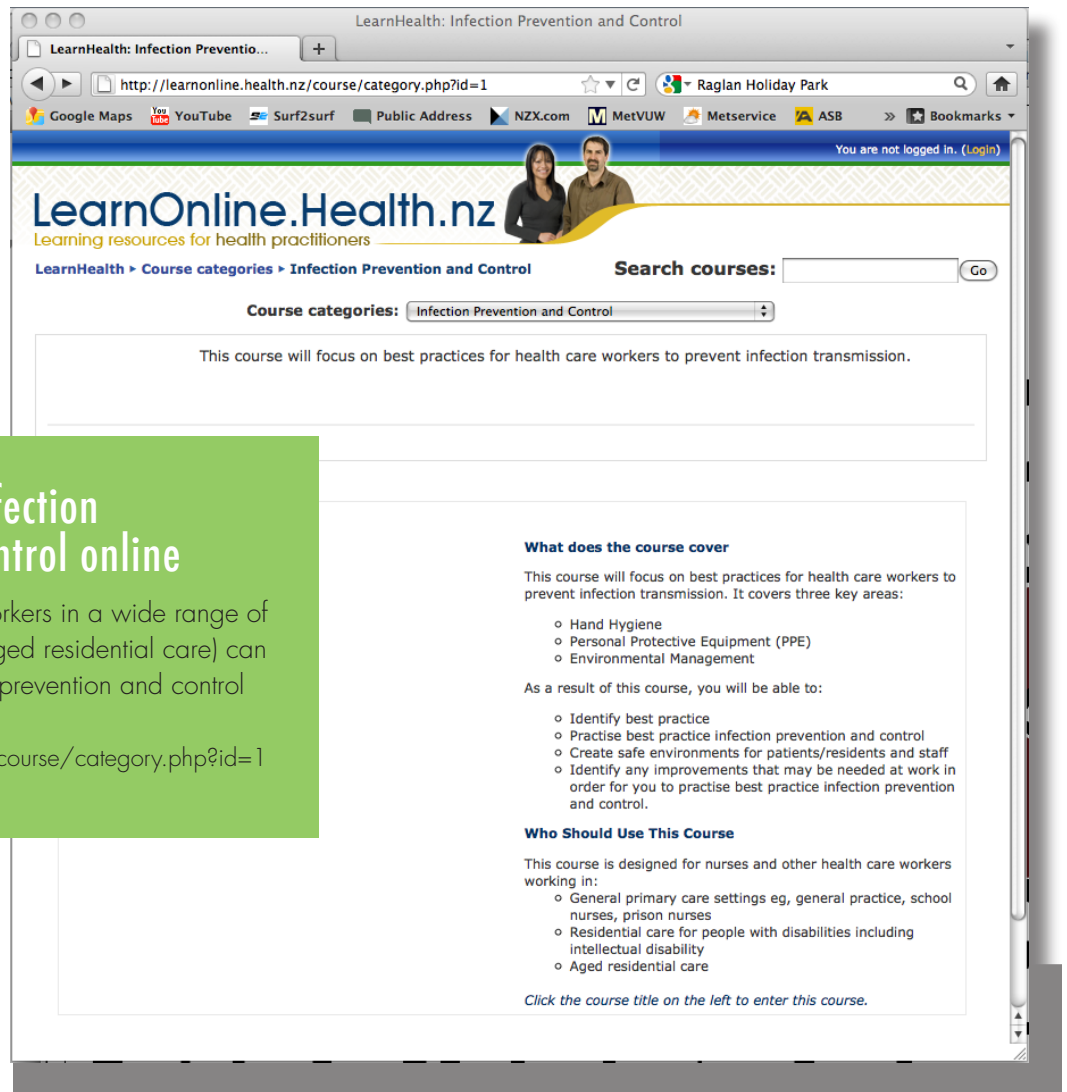 LearnHealth: Infection Prevention and Control
LearnHealth: Infection Preventio...
http://learnonline.health.nz/course/category.php?id=1
Raglan Holiday Park
Google Maps YouTube Surf2surf Public Address NZX.com MetVUW Metservice ASB » Bookmarks
You are not logged in. (Login)
LearnOnline.Health.nz
Learning resources for health practitioners
LearnHealth ► Course categories ► Infection Prevention and Control
Search courses: Go
Course categories: Infection Prevention and Control
This course will focus on best practices for health care workers to prevent infection transmission.
fection
ntrol online
rkers in a wide range of
ged residential care) can
prevention and control
course/category.php?id=1
What does the course cover
This course will focus on best practices for health care workers to
prevent infection transmission. It covers three key areas:
Hand Hygiene
Personal Protective Equipment (PPE)
Environmental Management
As a result of this course, you will be able to:
Identify best practice
Practise best practice infection prevention and control
Create safe environments for patients/residents and staff
Identify any improvements that may be needed at work in
order for you to practise best practice infection prevention
and control.
Who Should Use This Course
This course is designed for nurses and other health care workers
working in:
General primary care settings eg, general practice, school
nurses, prison nurses
Residential care for people with disabilities including
intellectual disability
Aged residential care
Click the course title on the left to enter this course.